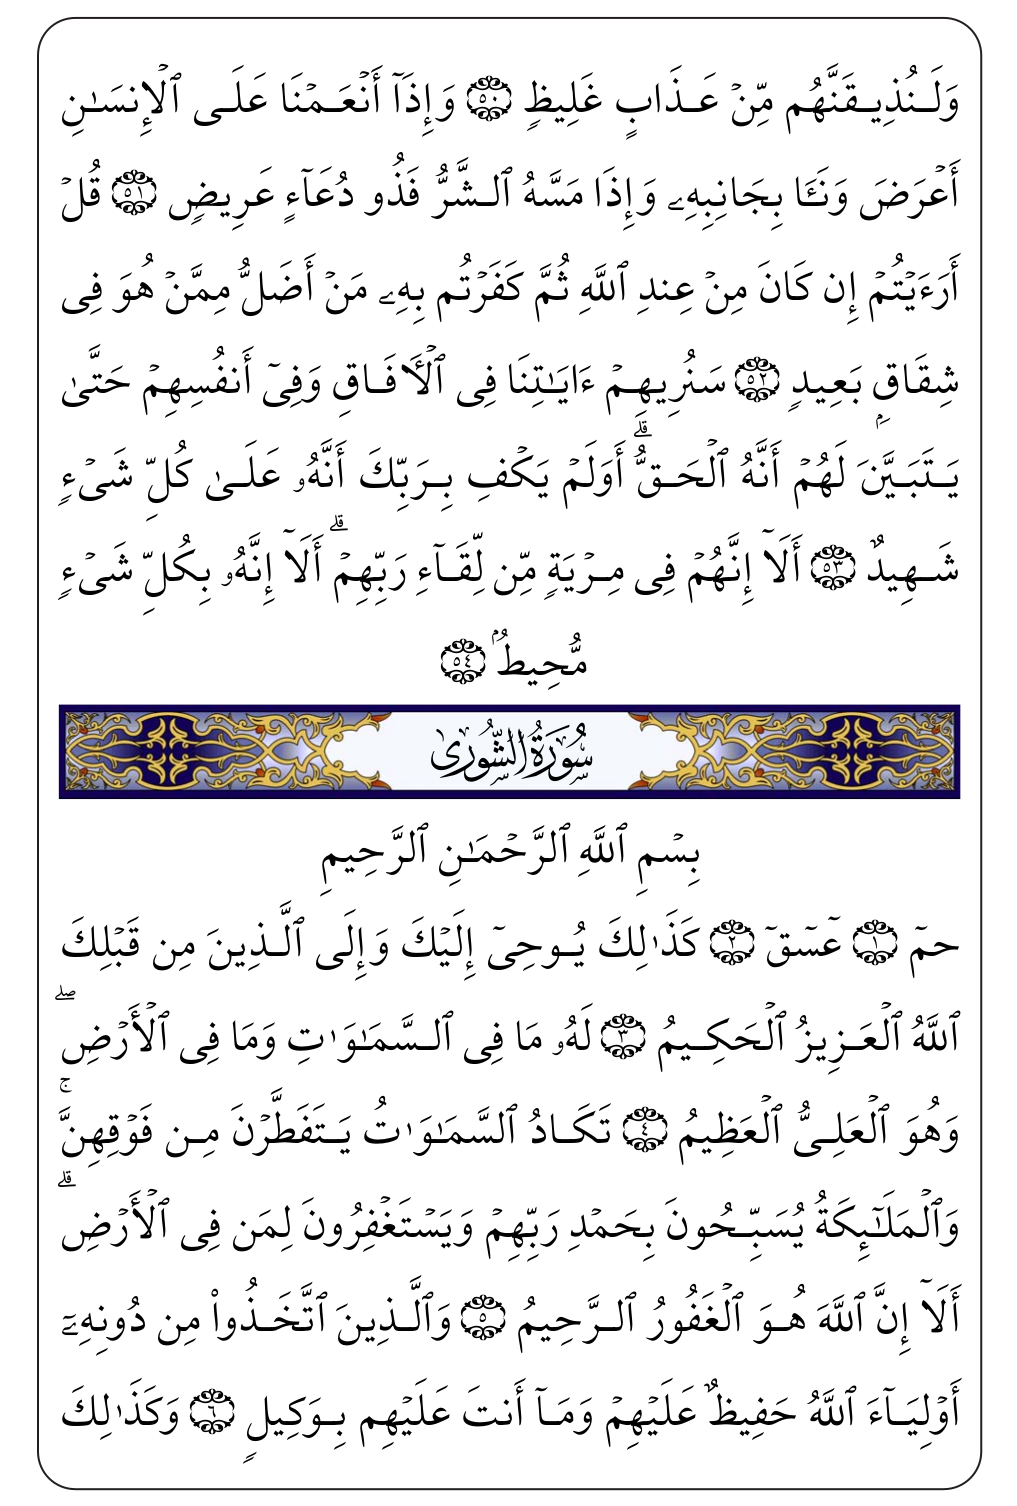 وَلَنُذِيقَنَّهُم مِّنۡ عَذَابٍ غَلِيظٖ ٥٠ وَإِذَآ أَنۡعَمۡنَا عَلَى ٱلۡإِنسَٰنِ
أَعۡرَضَ وَنَـَٔا بِجَانِبِهِۦ وَإِذَا مَسَّهُ ٱلشَّرُّ فَذُو دُعَآءٍ عَرِيضٖ ٥١ قُلۡ
أَرَءَيۡتُمۡ إِن كَانَ مِنۡ عِندِ ٱللَّهِ ثُمَّ كَفَرۡتُم بِهِۦ مَنۡ أَضَلُّ مِمَّنۡ هُوَ فِي
شِقَاقِۭ بَعِيدٖ ٥٢ سَنُرِيهِمۡ ءَايَٰتِنَا فِي ٱلۡأٓفَاقِ وَفِيٓ أَنفُسِهِمۡ حَتَّىٰ
يَتَبَيَّنَ لَهُمۡ أَنَّهُ ٱلۡحَقُّۗ أَوَلَمۡ يَكۡفِ بِرَبِّكَ أَنَّهُۥ عَلَىٰ كُلِّ شَيۡءٖ
شَهِيدٌ ٥٣ أَلَآ إِنَّهُمۡ فِي مِرۡيَةٖ مِّن لِّقَآءِ رَبِّهِمۡۗ أَلَآ إِنَّهُۥ بِكُلِّ شَيۡءٖ
مُّحِيطُۢ ٥٤
سُورَةُ الشُّورَىٰ
بِسۡمِ ٱللَّهِ ٱلرَّحۡمَٰنِ ٱلرَّحِيمِ
حمٓ ١ عٓسٓقٓ ٢ كَذَٰلِكَ يُوحِيٓ إِلَيۡكَ وَإِلَى ٱلَّذِينَ مِن قَبۡلِكَ
ٱللَّهُ ٱلۡعَزِيزُ ٱلۡحَكِيمُ ٣ لَهُۥ مَا فِي ٱلسَّمَٰوَٰتِ وَمَا فِي ٱلۡأَرۡضِۖ
وَهُوَ ٱلۡعَلِيُّ ٱلۡعَظِيمُ ٤ تَكَادُ ٱلسَّمَٰوَٰتُ يَتَفَطَّرۡنَ مِن فَوۡقِهِنَّۚ
وَٱلۡمَلَٰٓئِكَةُ يُسَبِّحُونَ بِحَمۡدِ رَبِّهِمۡ وَيَسۡتَغۡفِرُونَ لِمَن فِي ٱلۡأَرۡضِۗ
أَلَآ إِنَّ ٱللَّهَ هُوَ ٱلۡغَفُورُ ٱلرَّحِيمُ ٥ وَٱلَّذِينَ ٱتَّخَذُواْ مِن دُونِهِۦٓ
أَوۡلِيَآءَ ٱللَّهُ حَفِيظٌ عَلَيۡهِمۡ وَمَآ أَنتَ عَلَيۡهِم بِوَكِيلٖ ٦ وَكَذَٰلِكَ